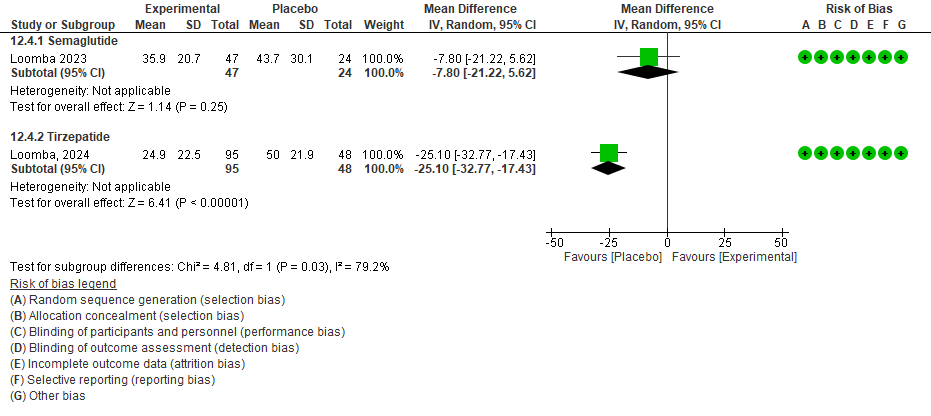 Experimental Placebo Mean Difference Mean Difference Risk of Bias
Study or Subgroup Mean SD Total Mean SD Total Weight IV, Random, 95% CI IV, Random, 95% CI A B C D E F G
12.4.1 Semaglutide
Loomba 2023 35.9 20.7 47 43.7 30.1 24 100.0% -7.80 [-21.22, 5.62]
Subtotal (95% CI) 47 24 100.0% -7.80 [-21.22, 5.62]
Heterogeneity: Not applicable
Test for overall effect: Z = 1.14 (P = 0.25)
12.4.2 Tirzepatide
Loomba, 2024 24.9 22.5 95 50 21.9 48 100.0% -25.10 [-32.77, -17.43]
Subtotal (95% CI) 95 48 100.0% -25.10 [-32.77, -17.43]
Heterogeneity: Not applicable
Test for overall effect: Z = 6.41 (P < 0.00001)
-50 -25 0 25 50
Favours [Placebo] Favours [Experimental]
Test for subgroup differences: Chi² = 4.81, df = 1 (P = 0.03), I² = 79.2%
Risk of bias legend
(A) Random sequence generation (selection bias)
(B) Allocation concealment (selection bias)
(C) Blinding of participants and personnel (performance bias)
(D) Blinding of outcome assessment (detection bias)
(E) Incomplete outcome data (attrition bias)
(F) Selective reporting (reporting bias)
(G) Other bias